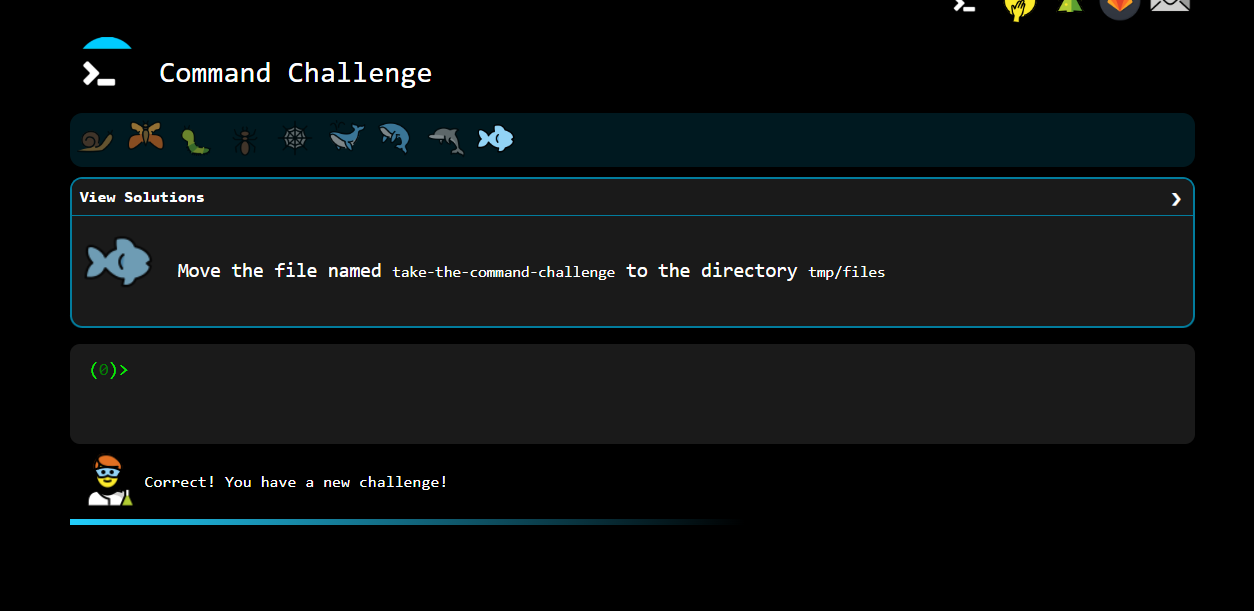 Command Challenge
View Solutions
Move the file named take-the-command-challenge to the directory tmp/files
(0)>
Correct! You have a new challenge!